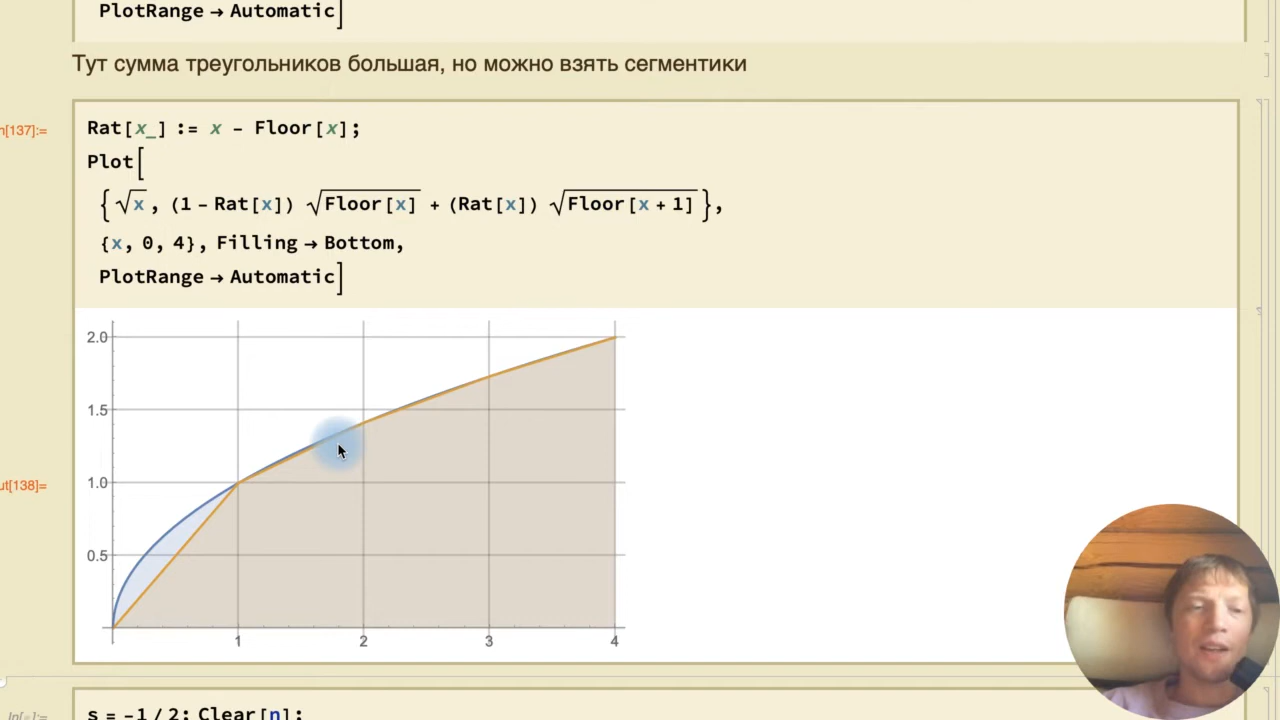 PlotRange → Automatic]
Тут сумма треугольников большая, но можно взять сегментики
n[137]:=
Rat[x_] := x - Floor[x];
Plot[
{√x, (1 - Rat[x]) √Floor[x] + (Rat[x]) √Floor[x + 1]},
{x, 0, 4}, Filling → Bottom,
PlotRange → Automatic]
ut[138]=
2.0
1.5
1.0
0.5
1 2 3 4
In[•]:=
s = -1 / 2; Clear[n];